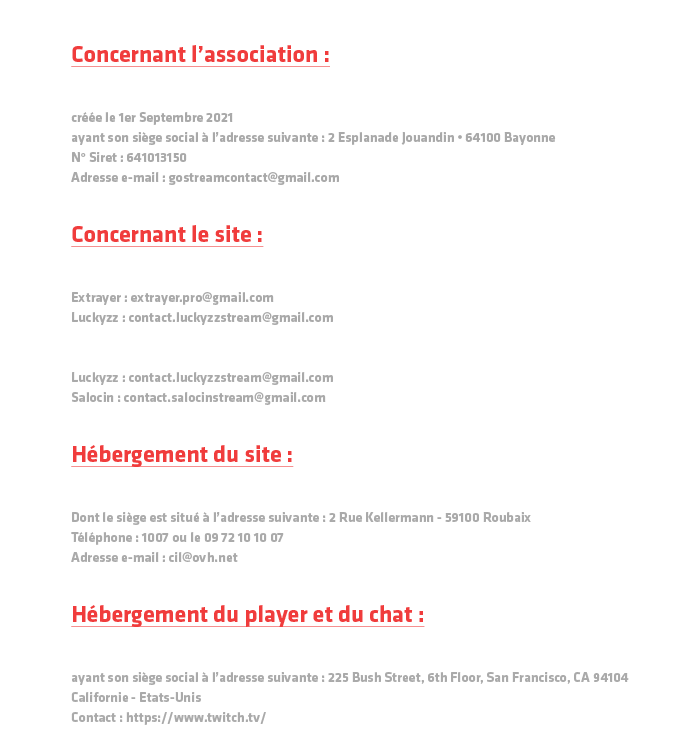 Concernant l’association :
créée le 1er Septembre 2021
ayant son siège social à l’adresse suivante : 2 Esplanade Jouandin • 64100 Bayonne
N° Siret : 641013150
Adresse e-mail : gostreamcontact@gmail.com
Concernant le site :
Extrayer : extrayer.pro@gmail.com
Luckyzz : contact.luckyzzstream@gmail.com
Luckyzz : contact.luckyzzstream@gmail.com
Salocin : contact.salocinstream@gmail.com
Hébergement du site :
Dont le siège est situé à l’adresse suivante : 2 Rue Kellermann - 59100 Roubaix
Téléphone : 1007 ou le 09 72 10 10 07
Adresse e-mail : cil@ovh.net
Hébergement du player et du chat :
ayant son siège social à l’adresse suivante : 225 Bush Street, 6th Floor, San Francisco, CA 94104
Californie - Etats-Unis
Contact : https://www.twitch.tv/